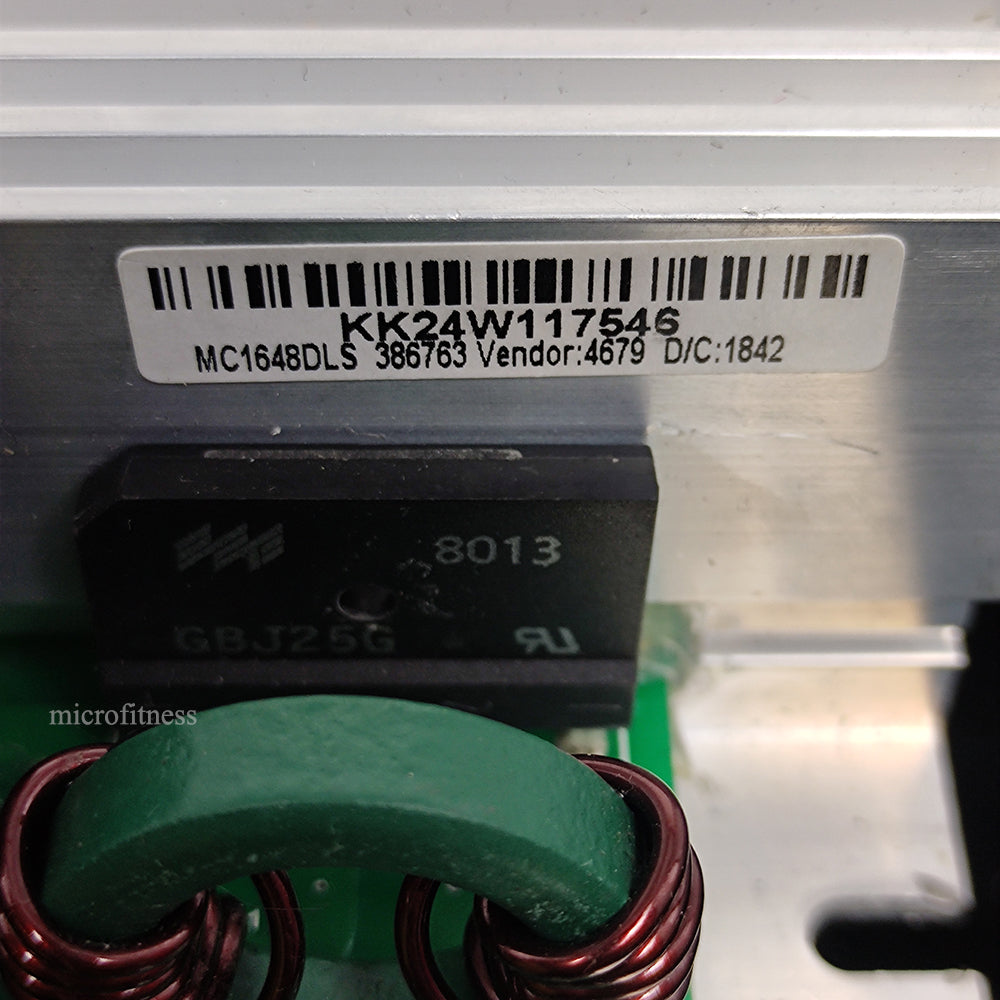 KK24W117546
MC1648DLS 386763 Vendor:4679 D/C:1842
8013
GBJ25G
microfitness